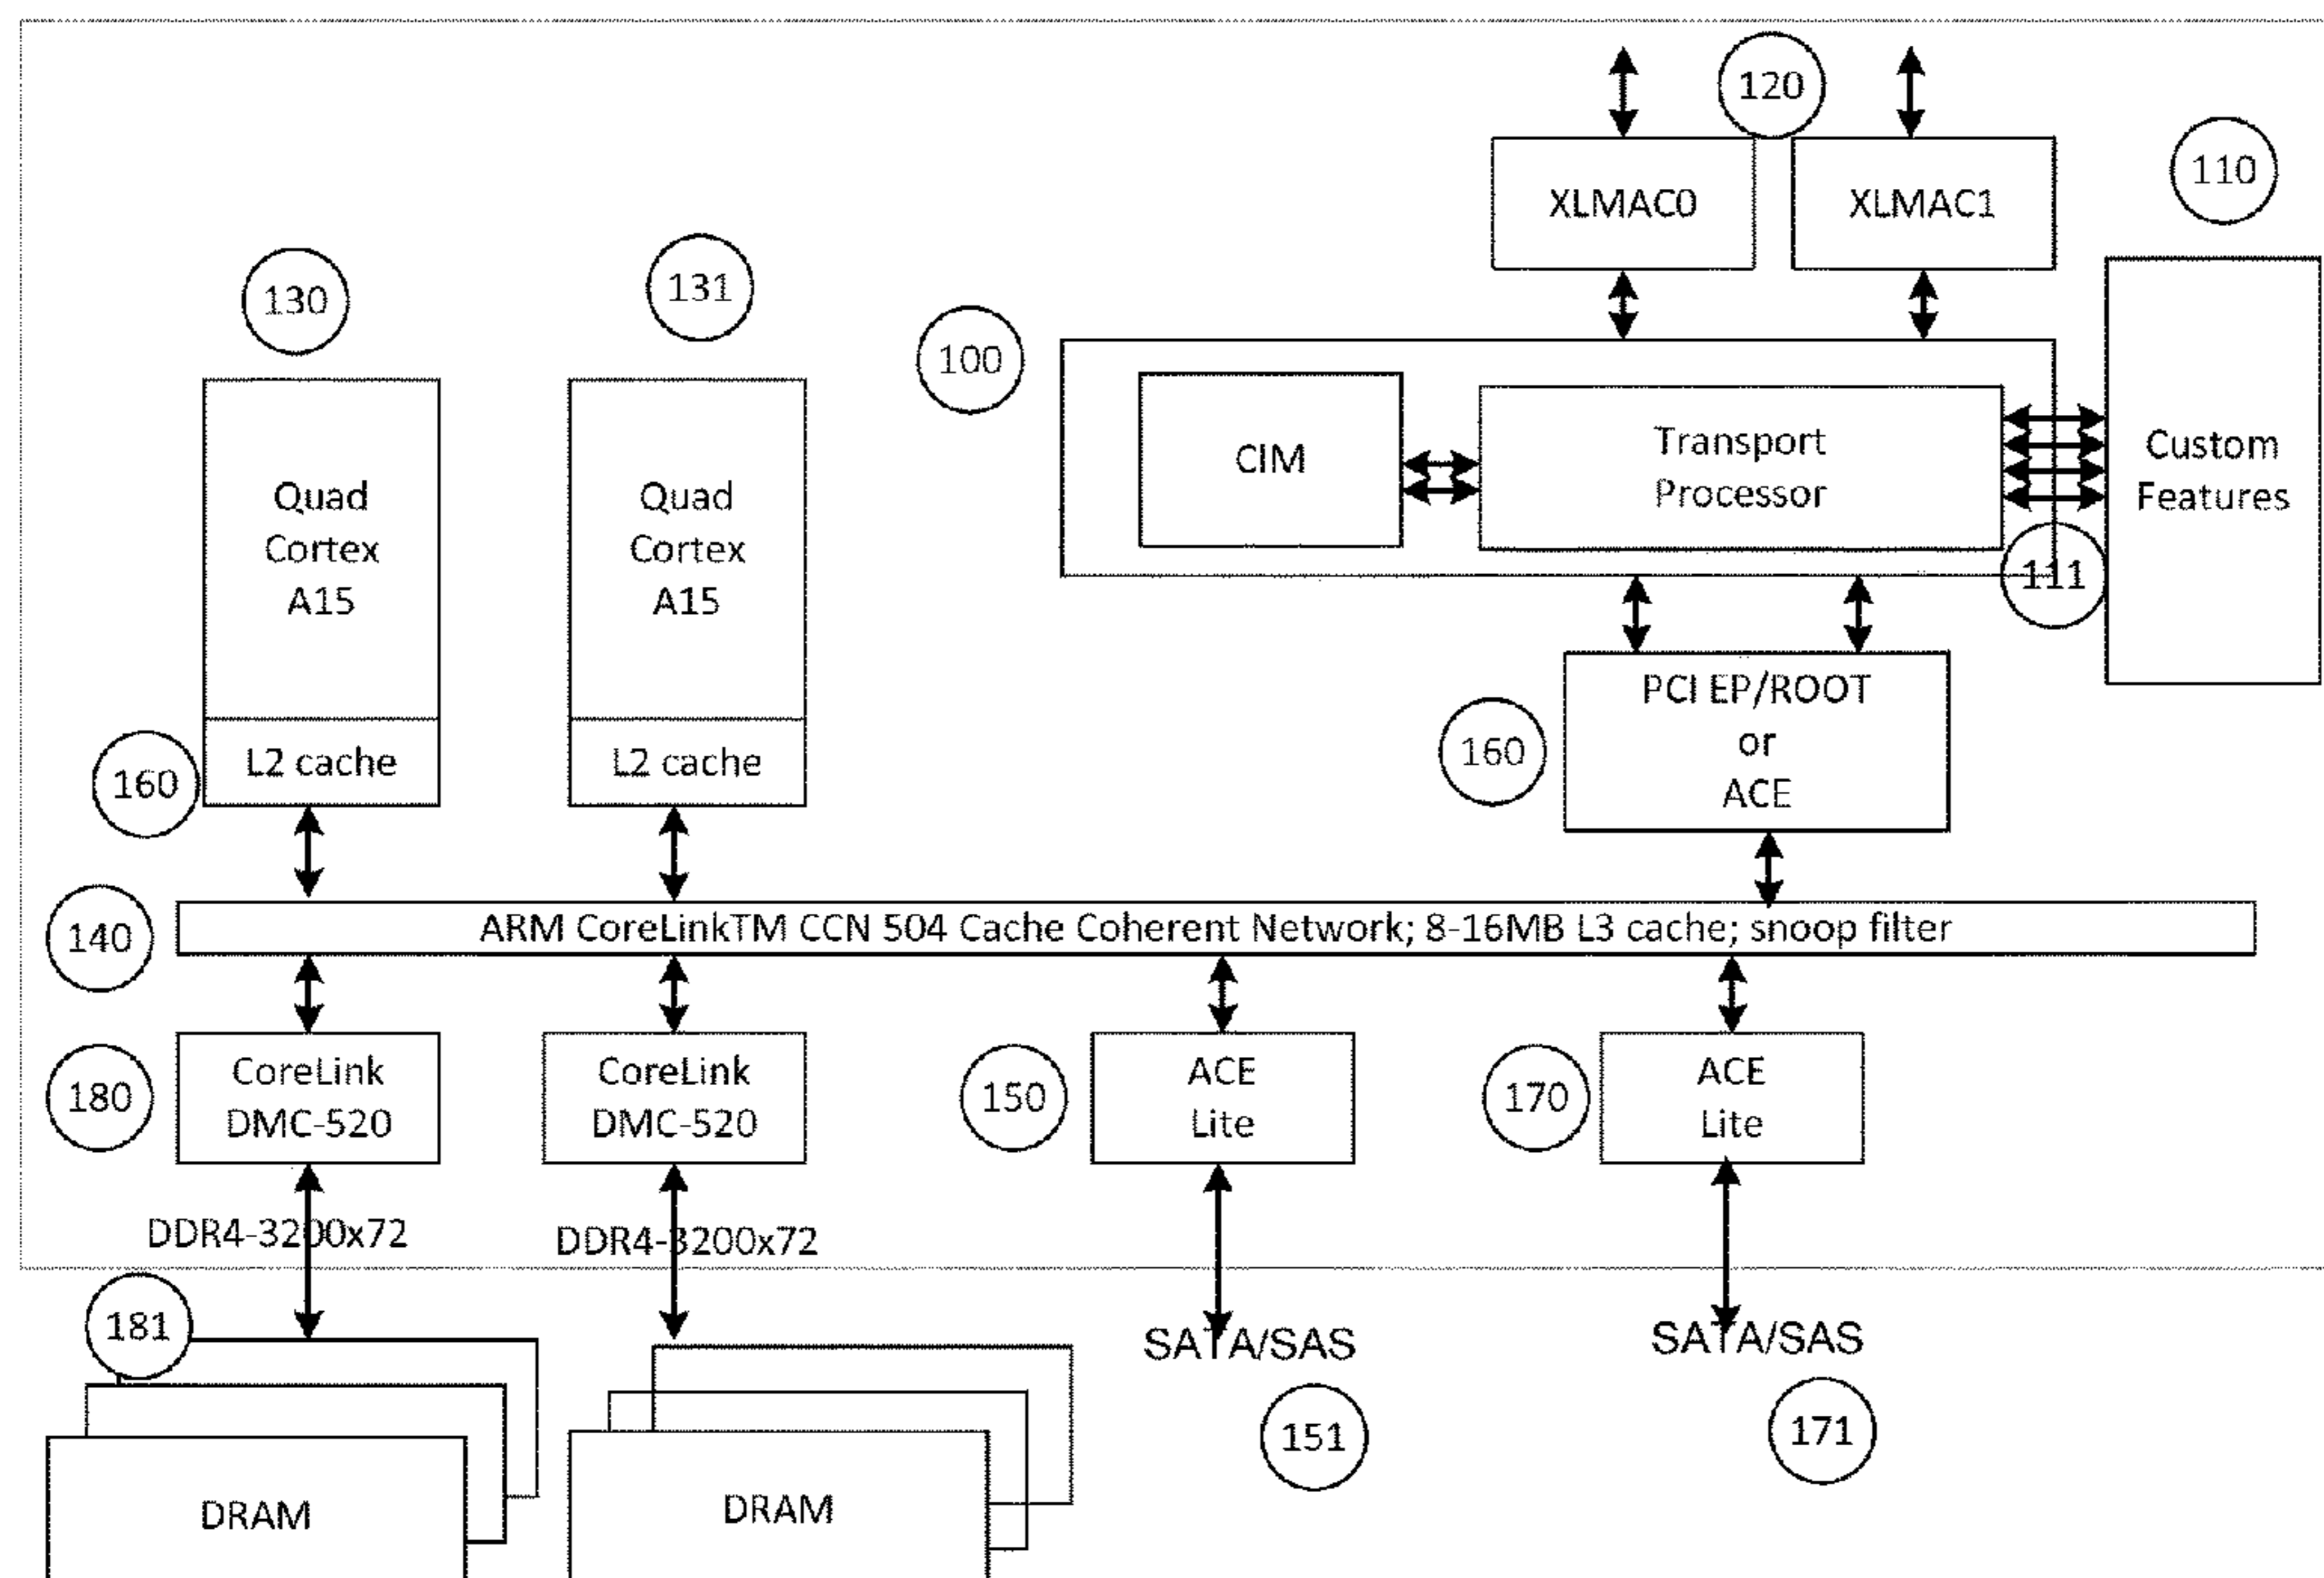 120
110
XLMAC0
XLMAC1
130
131
100
Quad
Cortex
A15
Quad
Cortex
A15
CIM
Transport
Processor
Custom
Features
111
L2 cache
L2 cache
160
160
PCI EP/ROOT
or
ACE
140
ARM CoreLinkTM CCN 504 Cache Coherent Network; 8-16MB L3 cache; snoop filter
180
CoreLink
DMC-520
CoreLink
DMC-520
150
ACE
Lite
170
ACE
Lite
DDR4-3200x72
DDR4-3200x72
181
SATA/SAS
SATA/SAS
151
171
DRAM
DRAM